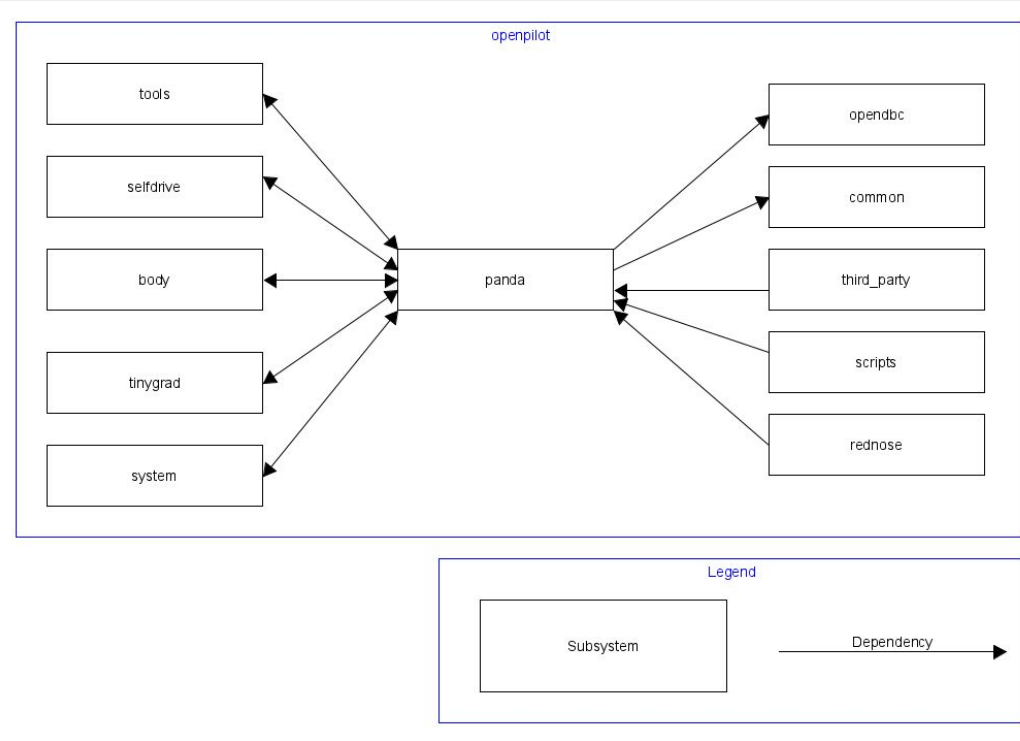 openpilot
tools
selfdrive
body
tinygrad
system
panda
opendbc
common
third_party
scripts
rednose
Legend
Subsystem
Dependency